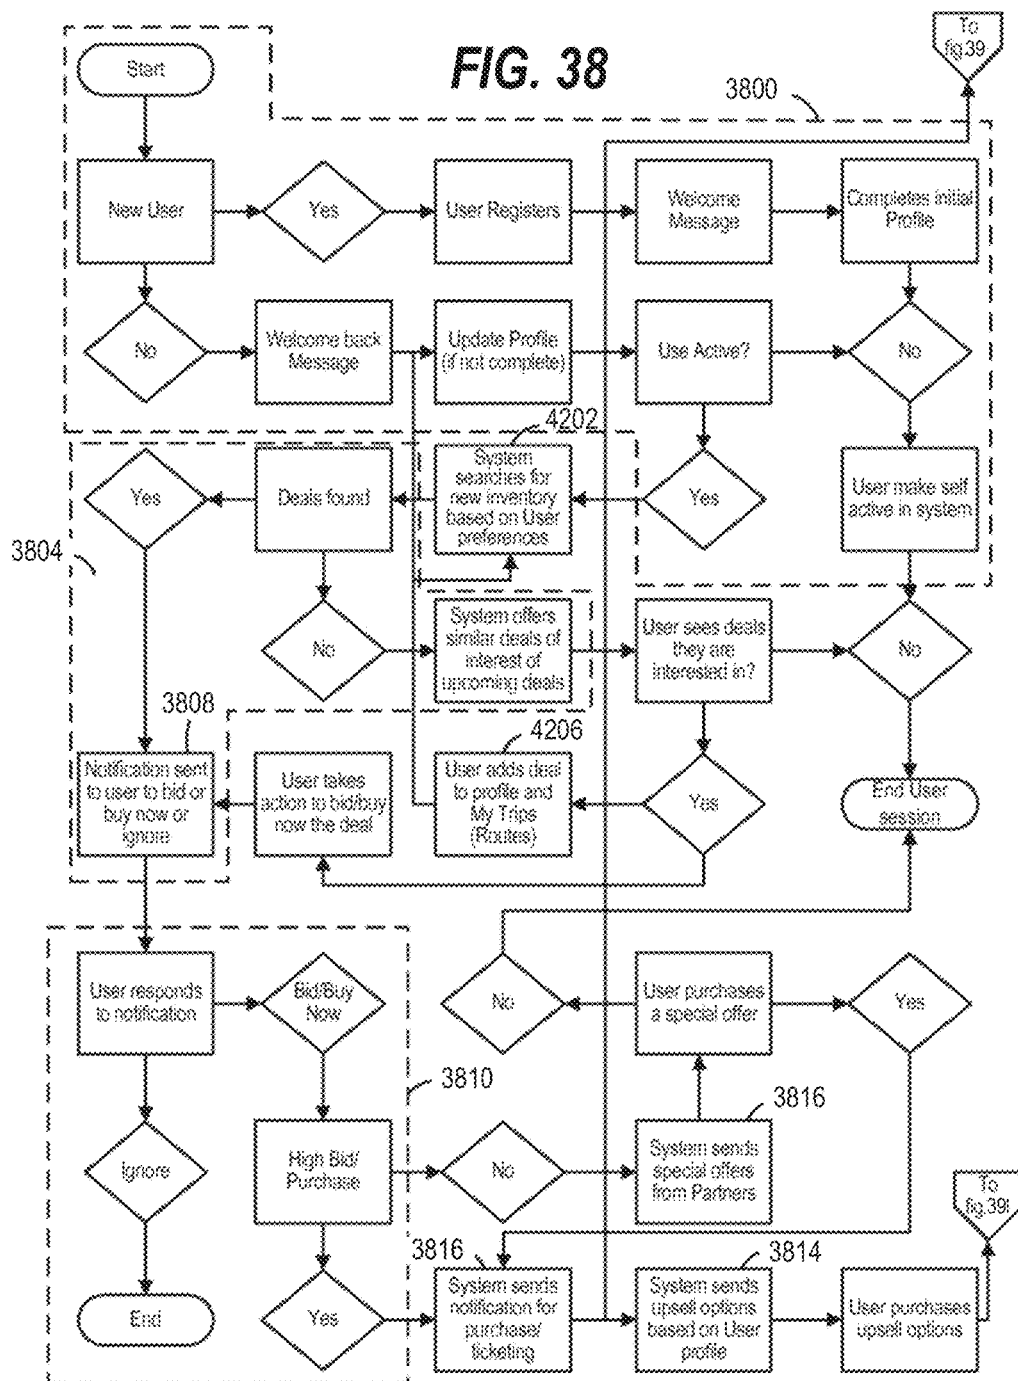 To
fig.39
FIG. 38
Start
3800
New User
Yes
User Registers
Welcome
Message
Completes initial
Profile
No
Welcome back
Message
Update Profile
(if not complete)
Use Active?
No
4202
Yes
Deals found
System
searches for
new inventory
based on User
preferences
Yes
User make self
active in system
3804
No
System offers
similar deals of
interest of
upcoming deals
User sees deals
they are
interested in?
No
3808
4206
Notification sent
to user to bid or
buy now or
ignore
User takes
action to bid/buy
now the deal
User adds deal
to profile and
My Trips
(Routes)
Yes
End User
session
User responds
to notification
Bid/Buy
Now
No
User purchases
a special offer
Yes
3810
3816
Ignore
High Bid/
Purchase
No
System sends
special offers
from Partners
To
fig.39I
3816
3814
End
Yes
System sends
notification for
purchase/
ticketing
System sends
upsell options
based on User
profile
User purchases
upsell options